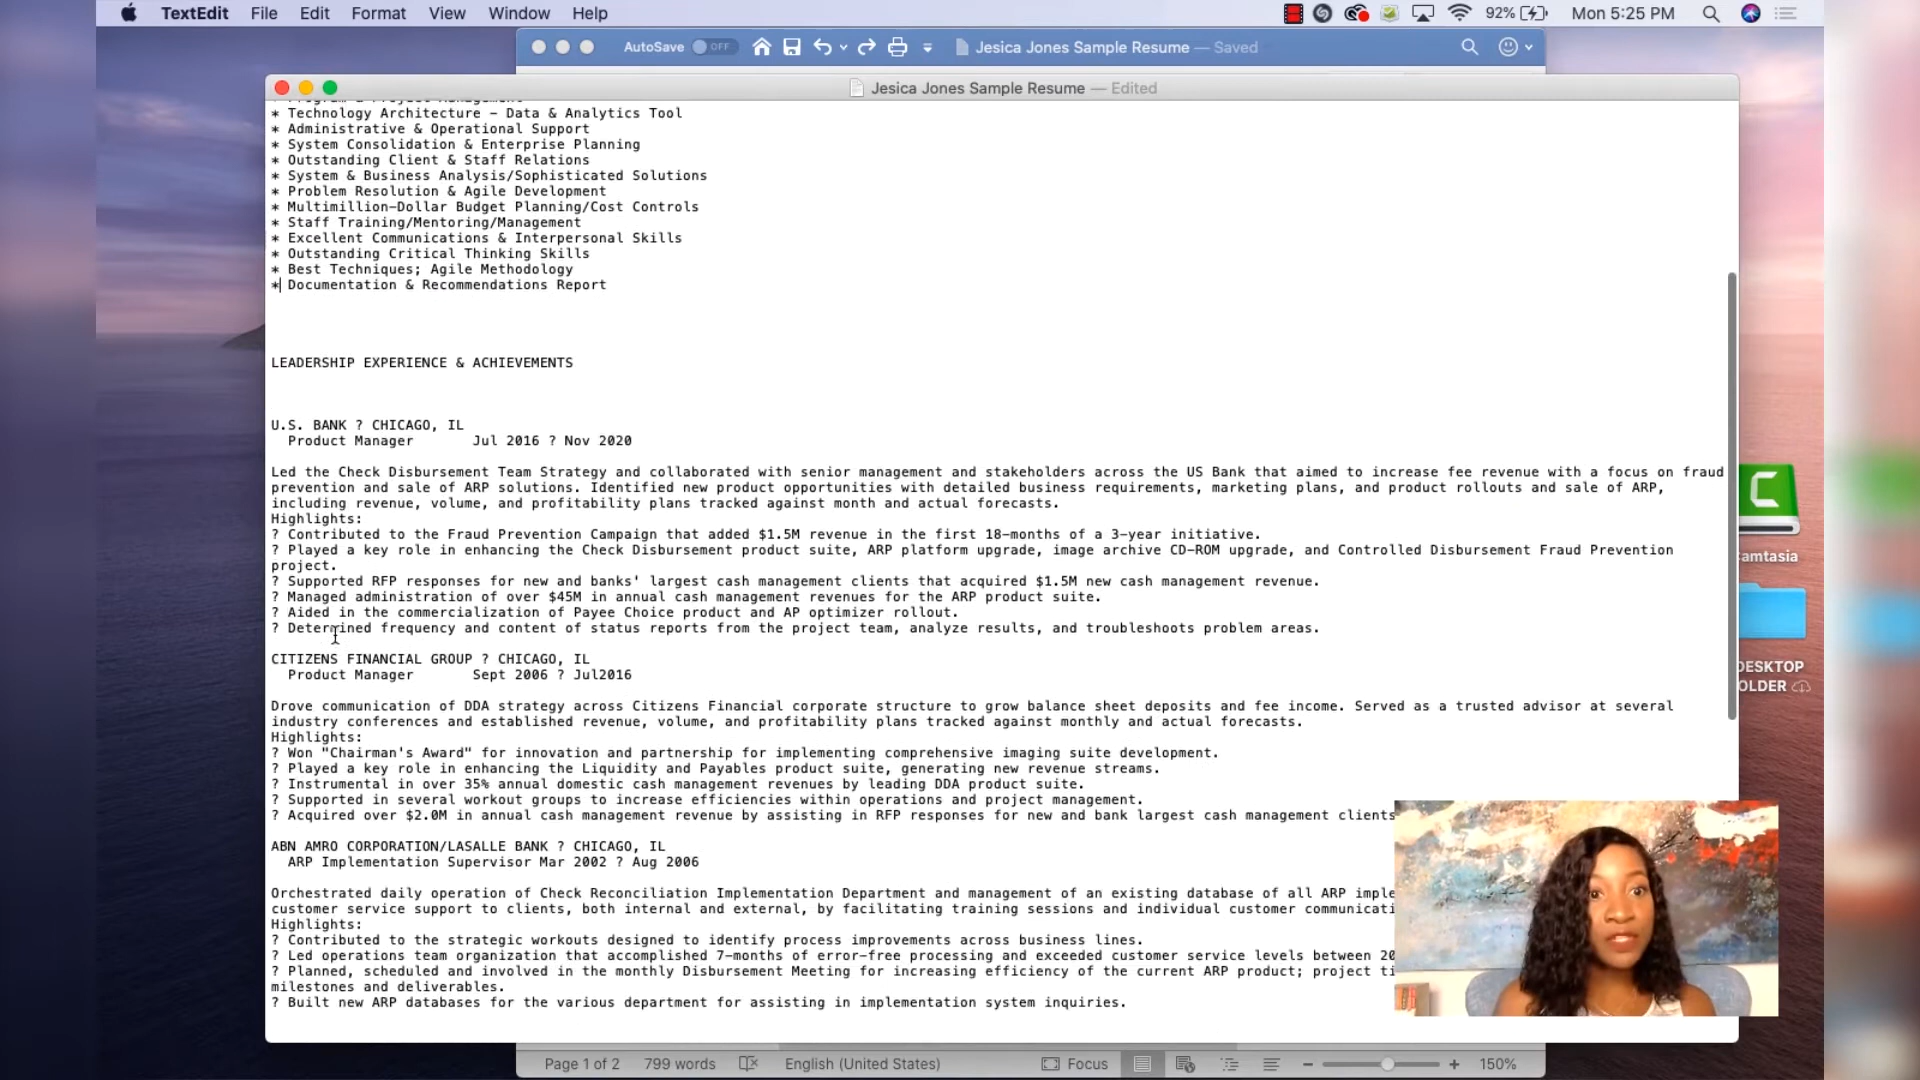 TextEdit File Edit Format View Window Help 92% Mon 5:25 PM
AutoSave OFF Jesica Jones Sample Resume — Saved
Jesica Jones Sample Resume — Edited
* Technology Architecture – Data & Analytics Tool
* Administrative & Operational Support
* System Consolidation & Enterprise Planning
* Outstanding Client & Staff Relations
* System & Business Analysis/Sophisticated Solutions
* Problem Resolution & Agile Development
* Multimillion-Dollar Budget Planning/Cost Controls
* Staff Training/Mentoring/Management
* Excellent Communications & Interpersonal Skills
* Outstanding Critical Thinking Skills
* Best Techniques; Agile Methodology
* Documentation & Recommendations Report
LEADERSHIP EXPERIENCE & ACHIEVEMENTS
U.S. BANK ? CHICAGO, IL
Product Manager Jul 2016 ? Nov 2020
Led the Check Disbursement Team Strategy and collaborated with senior management and stakeholders across the US Bank that aimed to increase fee revenue with a focus on fraud
prevention and sale of ARP solutions. Identified new product opportunities with detailed business requirements, marketing plans, and product rollouts and sale of ARP,
including revenue, volume, and profitability plans tracked against month and actual forecasts.
Highlights:
? Contributed to the Fraud Prevention Campaign that added $1.5M revenue in the first 18-months of a 3-year initiative.
? Played a key role in enhancing the Check Disbursement product suite, ARP platform upgrade, image archive CD-ROM upgrade, and Controlled Disbursement Fraud Prevention
project.
? Supported RFP responses for new and banks' largest cash management clients that acquired $1.5M new cash management revenue.
? Managed administration of over $45M in annual cash management revenues for the ARP product suite.
? Aided in the commercialization of Payee Choice product and AP optimizer rollout.
? Determined frequency and content of status reports from the project team, analyze results, and troubleshoots problem areas.
CITIZENS FINANCIAL GROUP ? CHICAGO, IL
Product Manager Sept 2006 ? Jul2016
Drove communication of DDA strategy across Citizens Financial corporate structure to grow balance sheet deposits and fee income. Served as a trusted advisor at several
industry conferences and established revenue, volume, and profitability plans tracked against monthly and actual forecasts.
Highlights:
? Won "Chairman's Award" for innovation and partnership for implementing comprehensive imaging suite development.
? Played a key role in enhancing the Liquidity and Payables product suite, generating new revenue streams.
? Instrumental in over 35% annual domestic cash management revenues by leading DDA product suite.
? Supported in several workout groups to increase efficiencies within operations and project management.
? Acquired over $2.0M in annual cash management revenue by assisting in RFP responses for new and bank largest cash management clients
ABN AMRO CORPORATION/LASALLE BANK ? CHICAGO, IL
ARP Implementation Supervisor Mar 2002 ? Aug 2006
Orchestrated daily operation of Check Reconciliation Implementation Department and management of an existing database of all ARP
customer service support to clients, both internal and external, by facilitating training sessions and individual customer
Highlights:
? Contributed to the strategic workouts designed to identify process improvements across business lines.
? Led operations team organization that accomplished 7-months of error-free processing and exceeded customer service levels between
? Planned, scheduled and involved in the monthly Disbursement Meeting for increasing efficiency of the current ARP product; project
milestones and deliverables.
? Built new ARP databases for the various department for assisting in implementation system inquiries.
Page 1 of 2 799 words English (United States) Focus 150%